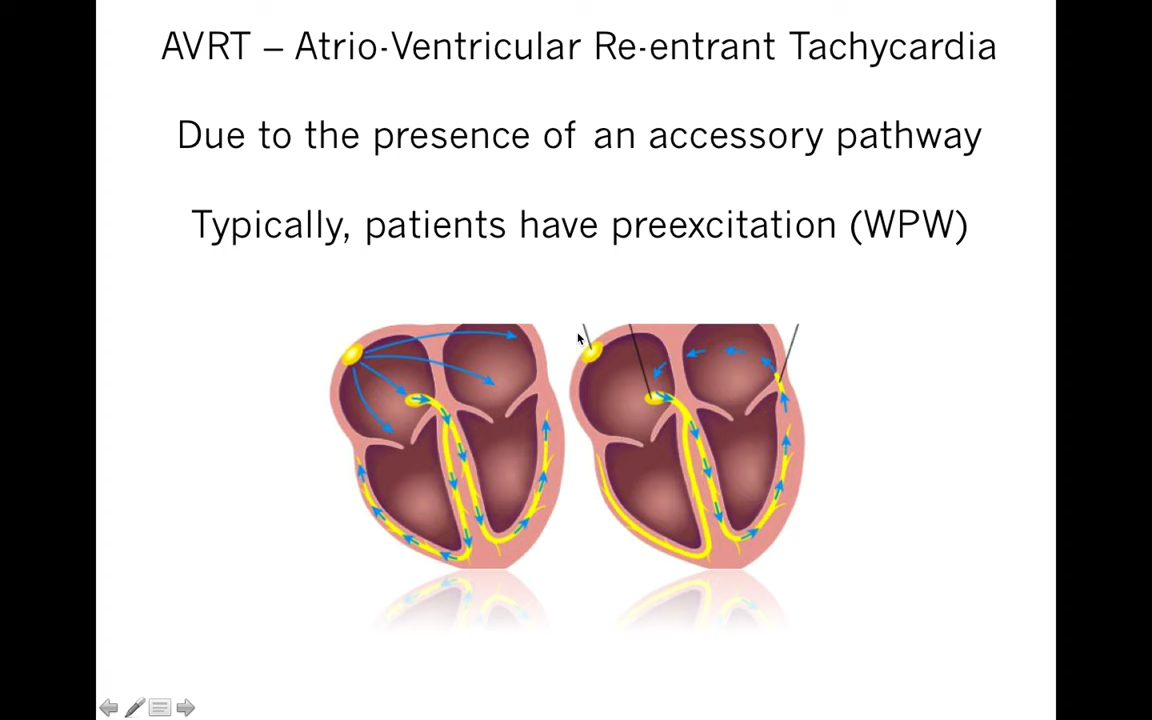 AVRT – Atrio-Ventricular Re-entrant Tachycardia
Due to the presence of an accessory pathway
Typically, patients have preexcitation (WPW)